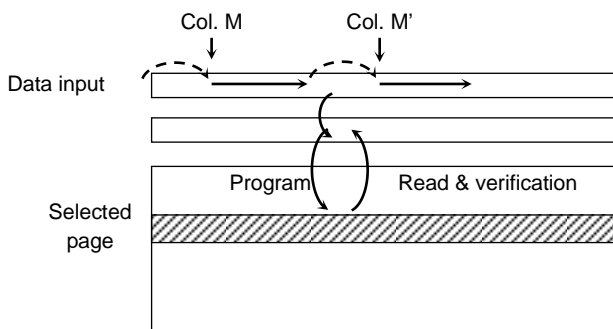 Col. M
Col. M’
Data input
Program
Read & verification
Selected
page